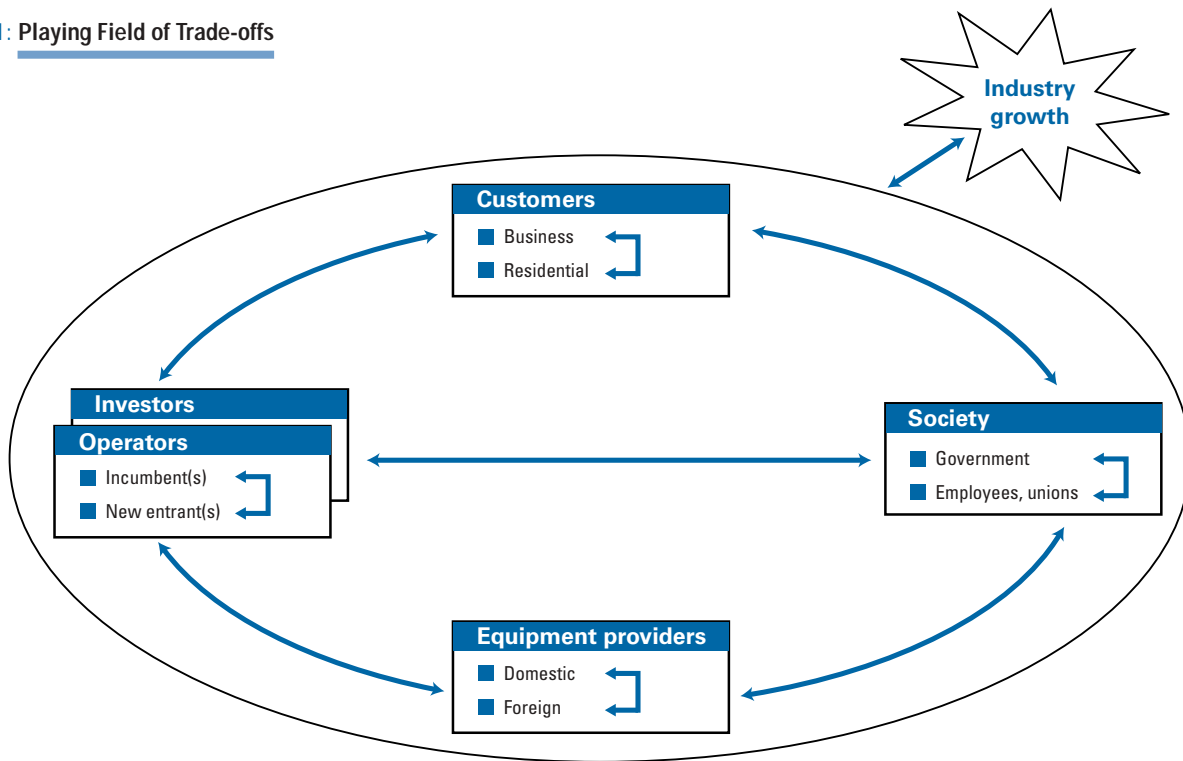 : Playing Field of Trade-offs
Industry
growth
Customers
Business
Residential
Investors
Operators
Incumbent(s)
New entrant(s)
Society
Government
Employees, unions
Equipment providers
Domestic
Foreign